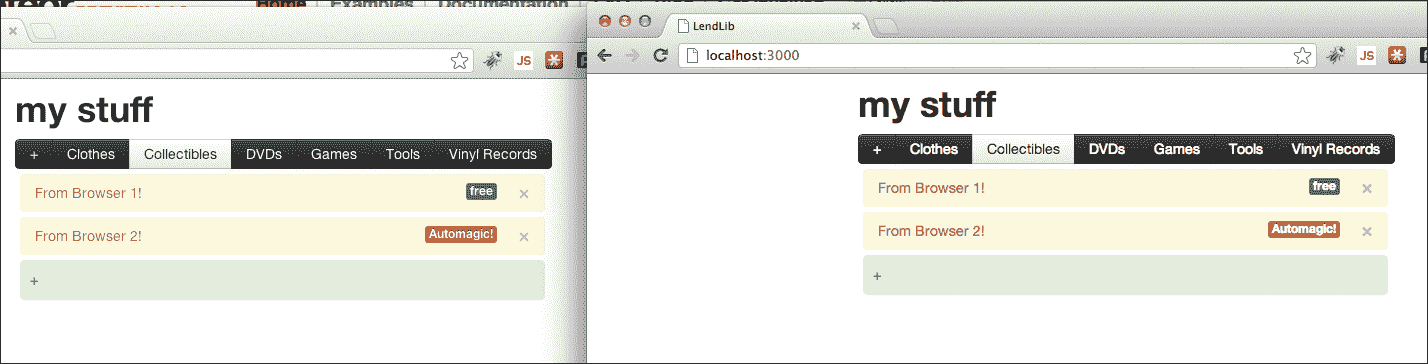 Home Examples Documentation
JS
my stuff
+ Clothes Collectibles DVDs Games Tools Vinyl Records
From Browser 1! free ×
From Browser 2! Automagic! ×
+
LendLib ×
localhost:3000
JS
my stuff
+ Clothes Collectibles DVDs Games Tools Vinyl Records
From Browser 1! free ×
From Browser 2! Automagic! ×
+